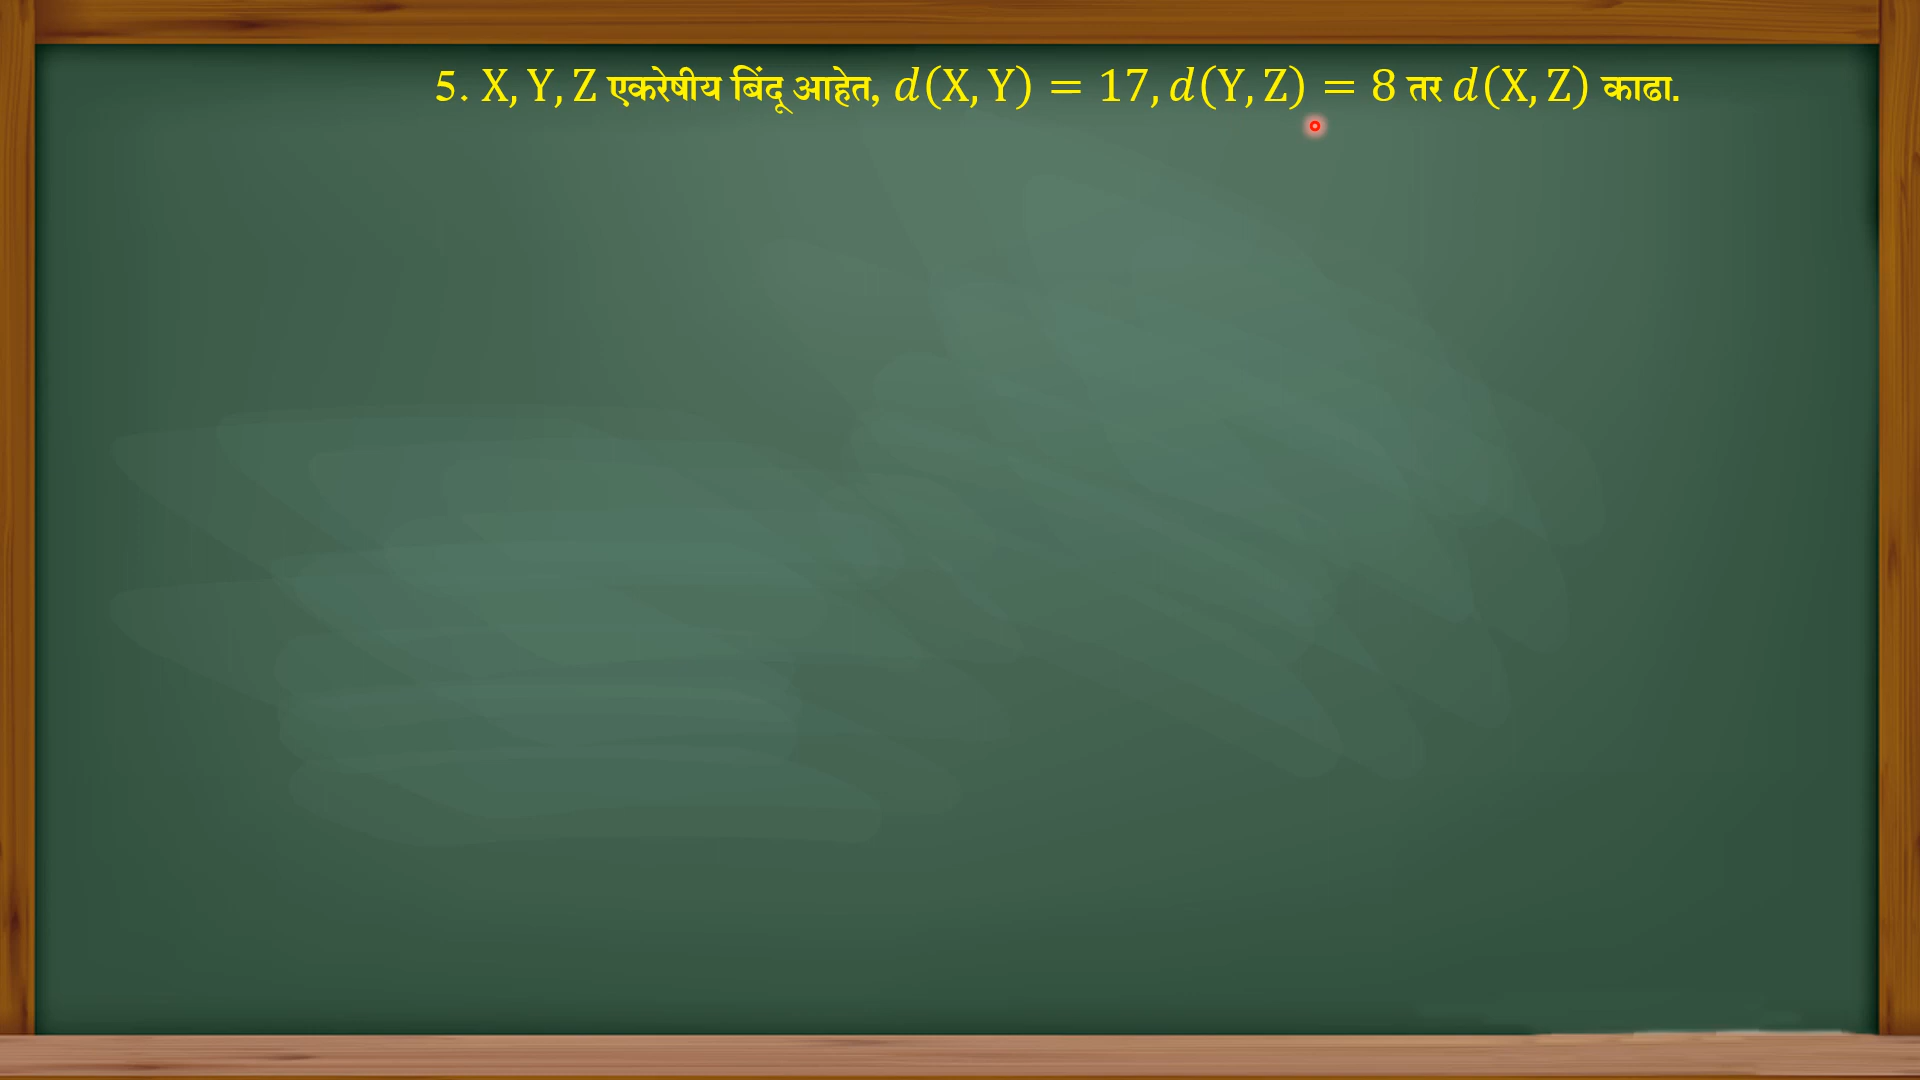 5. X, Y, Z एकरेषीय बिंदू आहेत, d(X, Y) = 17, d(Y, Z) = 8 तर d(X, Z) काढा.